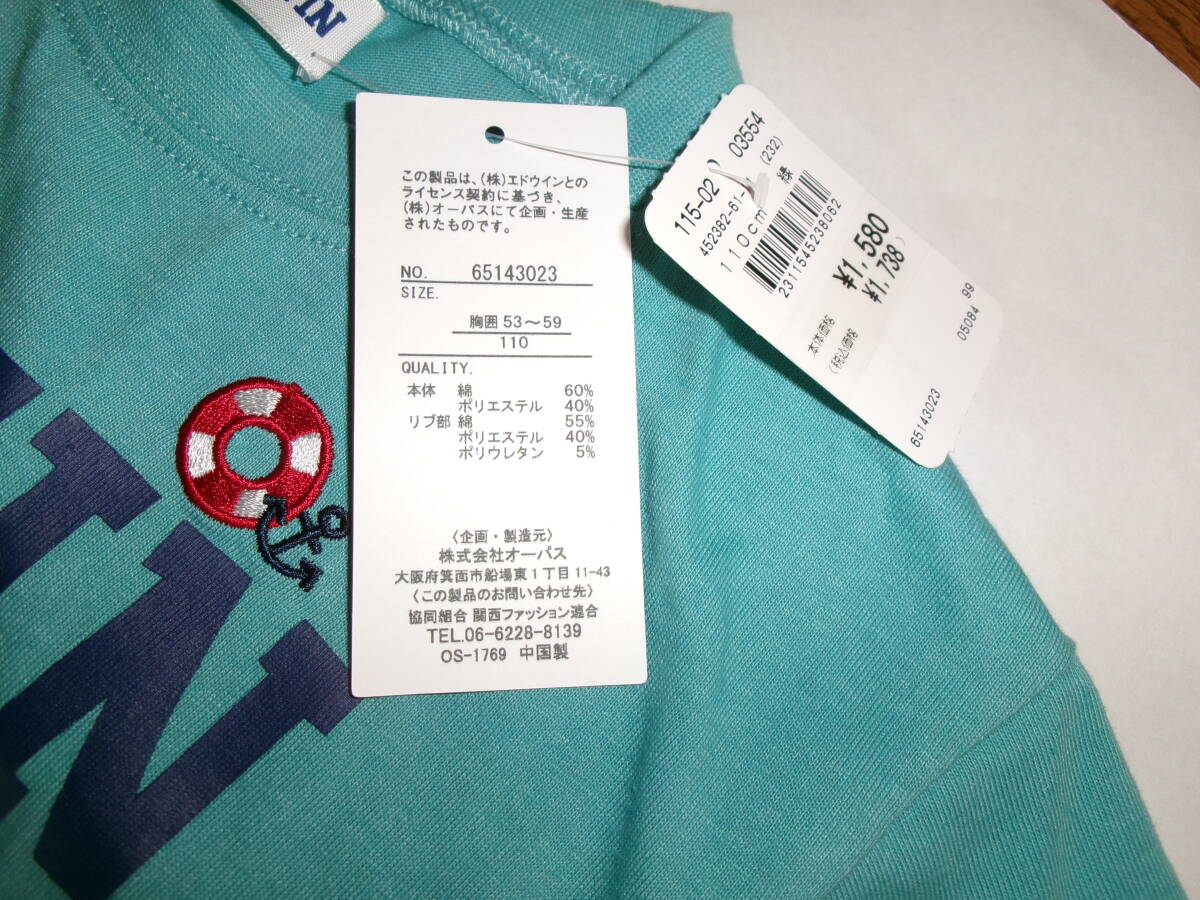 NI
この製品は、(株)エドウインとの
ライセンス契約に基づき、
(株)オーパスにて企画・生産
されたものです。
NO. 65143023
SIZE.
胸囲 53〜59
110
QUALITY.
本体 綿 60%
ポリエステル 40%
リブ部 綿 55%
ポリエステル 40%
ポリウレタン 5%
〈企画・製造元〉
株式会社オーパス
大阪府箕面市船場東1丁目11-43
〈この製品のお問い合わせ先〉
協同組合 関西ファッション連合
TEL.06-6228-8139
OS-1769 中国製
115-02 03554
452382-61- (232)
110cm 緑
2311545238062
本体価格 ¥1,580
(税込価格 ¥1,738)
05084 99
65143023
IN